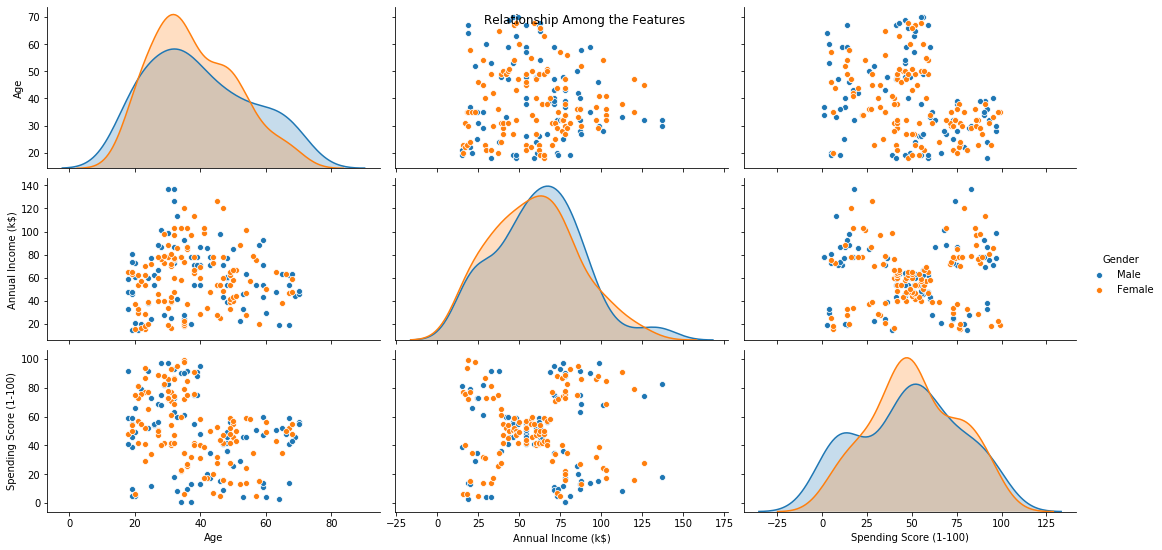 Relationship Among the Features
70
60
50
40
30
20
Age
140
120
100
80
60
40
20
Annual Income (k$)
Gender
Male
Female
100
80
60
40
20
0
Spending Score (1-100)
0 20 40 60 80
Age
−25 0 25 50 75 100 125 150 175
Annual Income (k$)
−25 0 25 50 75 100 125
Spending Score (1-100)